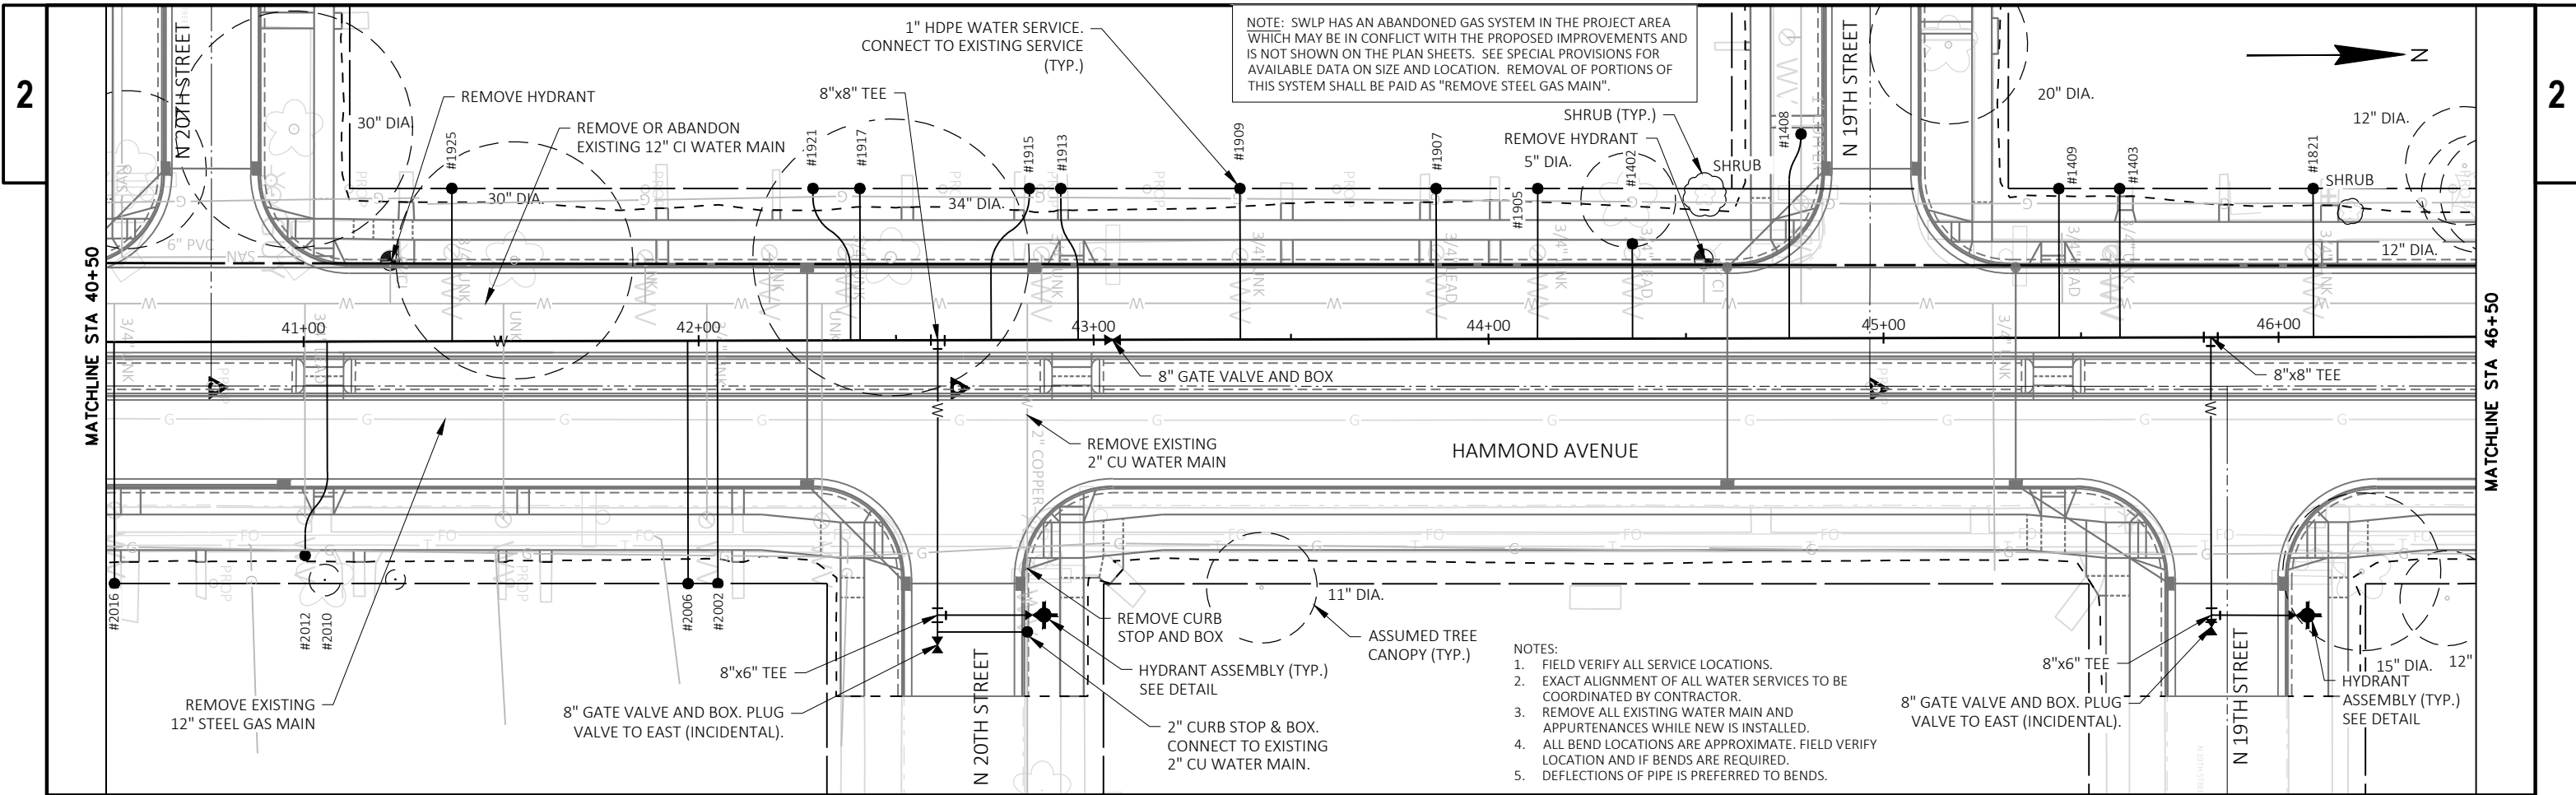 2
2
NOTE: SWLP HAS AN ABANDONED GAS SYSTEM IN THE PROJECT AREA
WHICH MAY BE IN CONFLICT WITH THE PROPOSED IMPROVEMENTS AND
IS NOT SHOWN ON THE PLAN SHEETS. SEE SPECIAL PROVISIONS FOR
AVAILABLE DATA ON SIZE AND LOCATION. REMOVAL OF PORTIONS OF
THIS SYSTEM SHALL BE PAID AS "REMOVE STEEL GAS MAIN".
N
N 20TH STREET
N 19TH STREET
1" HDPE WATER SERVICE.
CONNECT TO EXISTING SERVICE
(TYP.)
8"x8" TEE
REMOVE HYDRANT
REMOVE OR ABANDON
EXISTING 12" CI WATER MAIN
30" DIA.
30" DIA.
34" DIA.
SHRUB (TYP.)
REMOVE HYDRANT
5" DIA.
SHRUB
20" DIA.
12" DIA.
SHRUB
12" DIA.
#1925
#1921
#1917
#1915
#1913
#1909
#1907
#1905
#1402
#1408
#1409
#1403
#1821
6" PVC
SAN
MATCHLINE STA 40+50
MATCHLINE STA 46+50
41+00
42+00
43+00
44+00
45+00
46+00
8" GATE VALVE AND BOX
8"x8" TEE
REMOVE EXISTING
2" CU WATER MAIN
2" COPPER
HAMMOND AVENUE
#2016
#2012
#2010
#2006
#2002
REMOVE EXISTING
12" STEEL GAS MAIN
8"x6" TEE
8" GATE VALVE AND BOX. PLUG
VALVE TO EAST (INCIDENTAL).
N 20TH STREET
REMOVE CURB
STOP AND BOX
HYDRANT ASSEMBLY (TYP.)
SEE DETAIL
2" CURB STOP & BOX.
CONNECT TO EXISTING
2" CU WATER MAIN.
11" DIA.
ASSUMED TREE
CANOPY (TYP.)
NOTES:
1. FIELD VERIFY ALL SERVICE LOCATIONS.
2. EXACT ALIGNMENT OF ALL WATER SERVICES TO BE
COORDINATED BY CONTRACTOR.
3. REMOVE ALL EXISTING WATER MAIN AND
APPURTENANCES WHILE NEW IS INSTALLED.
4. ALL BEND LOCATIONS ARE APPROXIMATE. FIELD VERIFY
LOCATION AND IF BENDS ARE REQUIRED.
5. DEFLECTIONS OF PIPE IS PREFERRED TO BENDS.
8"x6" TEE
8" GATE VALVE AND BOX. PLUG
VALVE TO EAST (INCIDENTAL).
N 19TH STREET
15" DIA.
12"
HYDRANT
ASSEMBLY (TYP.)
SEE DETAIL